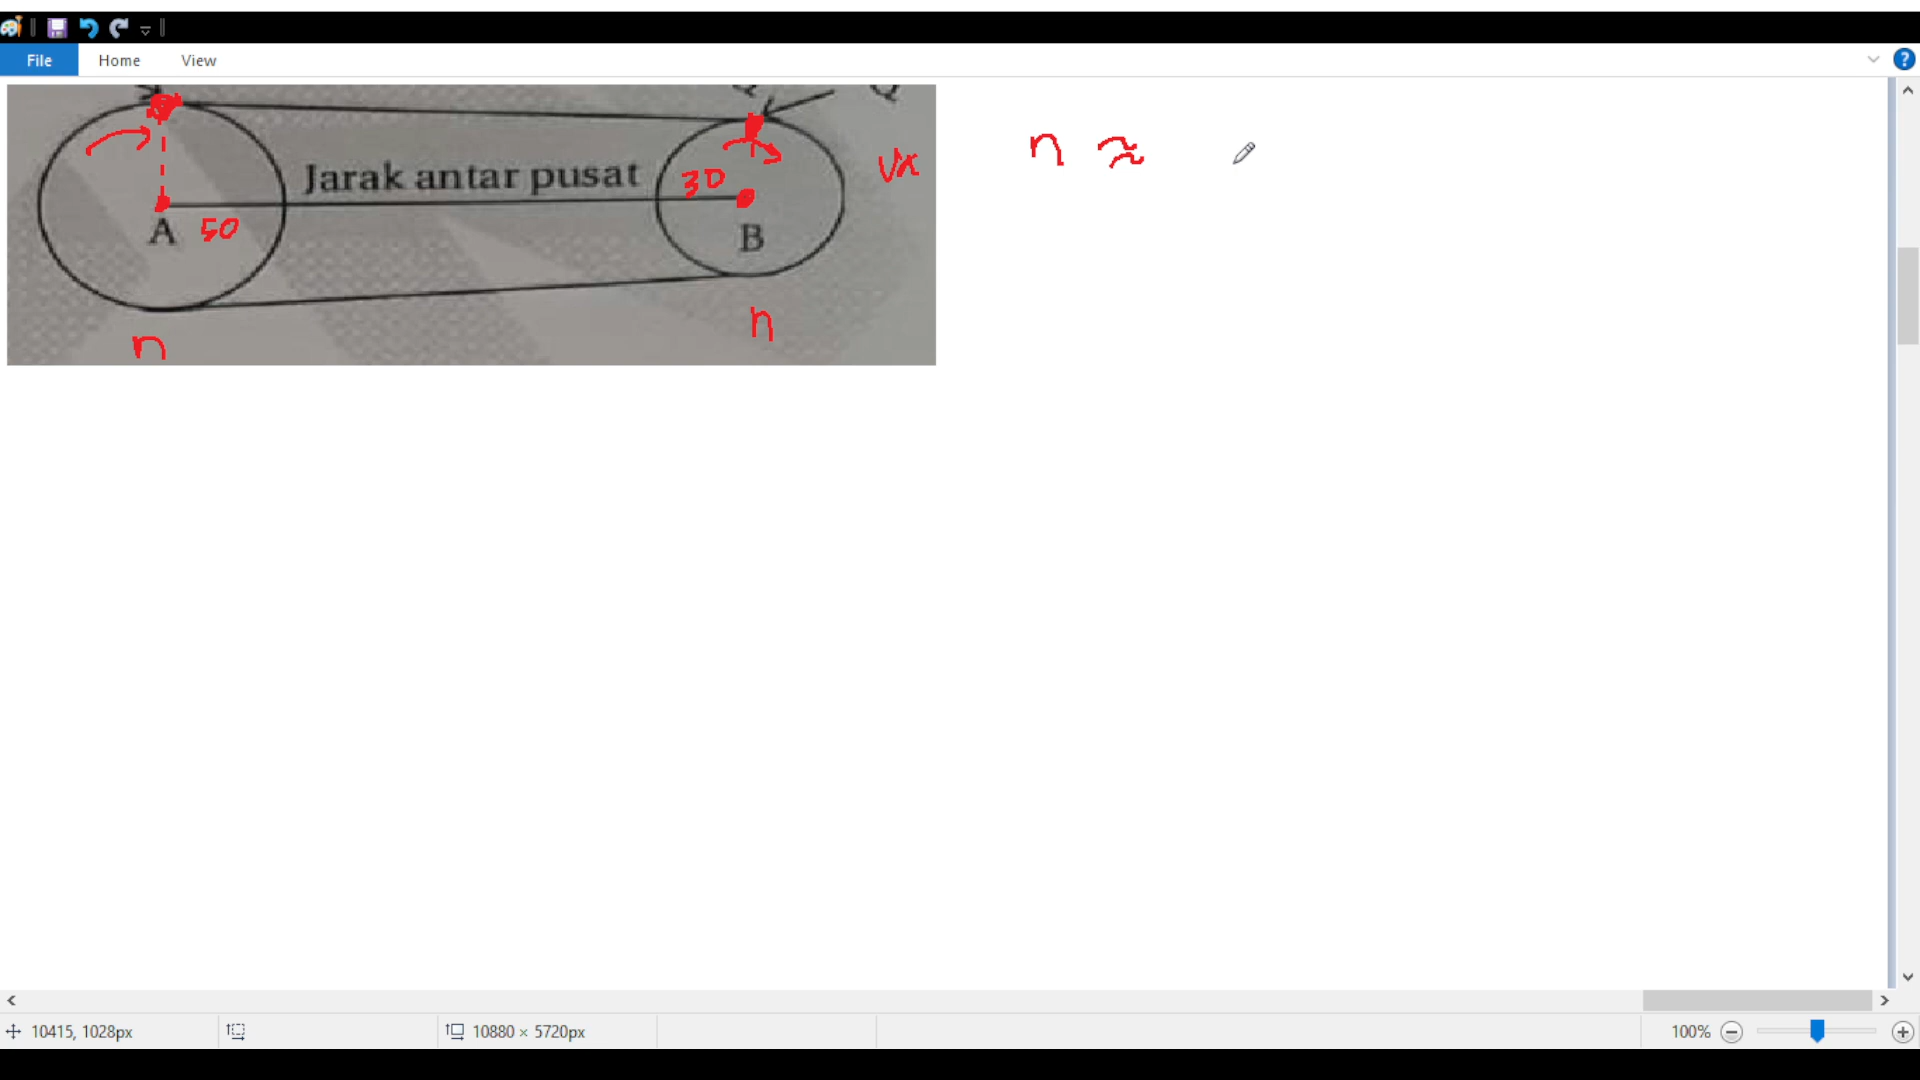 File Home View
Q
Jarak antar pusat
30
A 50
B
n
n
n ≈
10415, 1028px 10880 × 5720px 100%